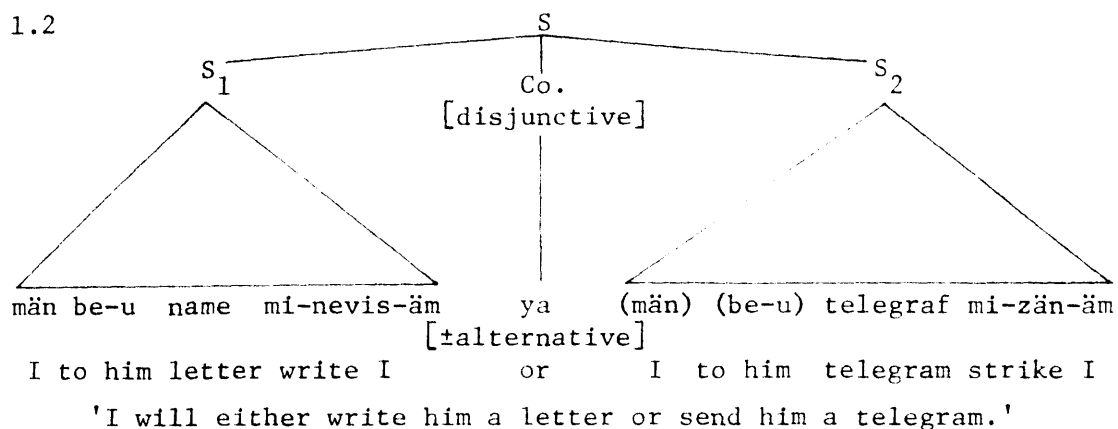 1.2
S
S1 Co. S2
[disjunctive]
män be-u name mi-nevis-äm ya (män) (be-u) telegraf mi-zän-äm
[±alternative]
I to him letter write I or I to him telegram strike I
'I will either write him a letter or send him a telegram.'